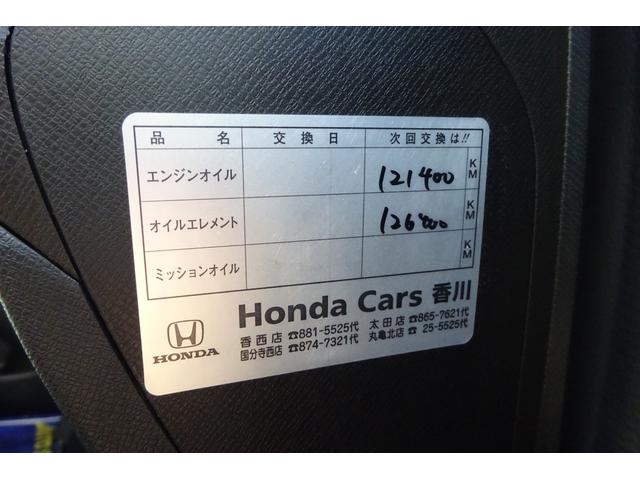 品名 交換日 次回交換は!!
エンジンオイル 121400 KM
オイルエレメント 126400 KM
ミッションオイル KM
Honda Cars 香川
香西店 ☎881-5525代 太田店 ☎865-7621代
国分寺西店 ☎874-7321代 丸亀北店 ☎25-5525代
HONDA